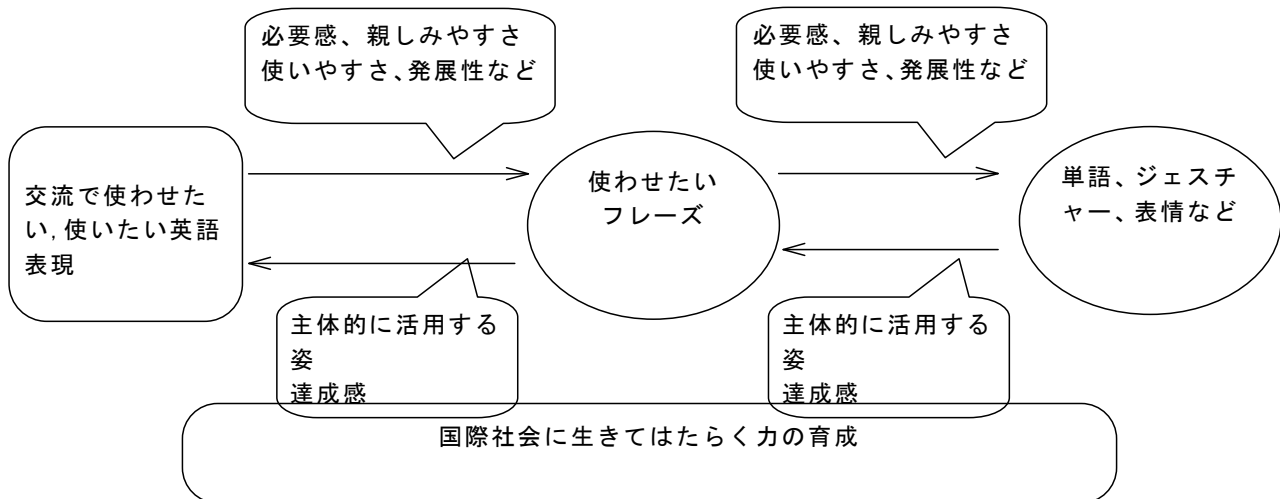 必要感、親しみやすさ
使いやすさ、発展性など
必要感、親しみやすさ
使いやすさ、発展性など
交流で使わせた
い,使いたい英語
表現
使わせたい
フレーズ
単語、ジェスチ
ャー、表情など
主体的に活用する
姿
達成感
主体的に活用する
姿
達成感
国際社会に生きてはたらく力の育成